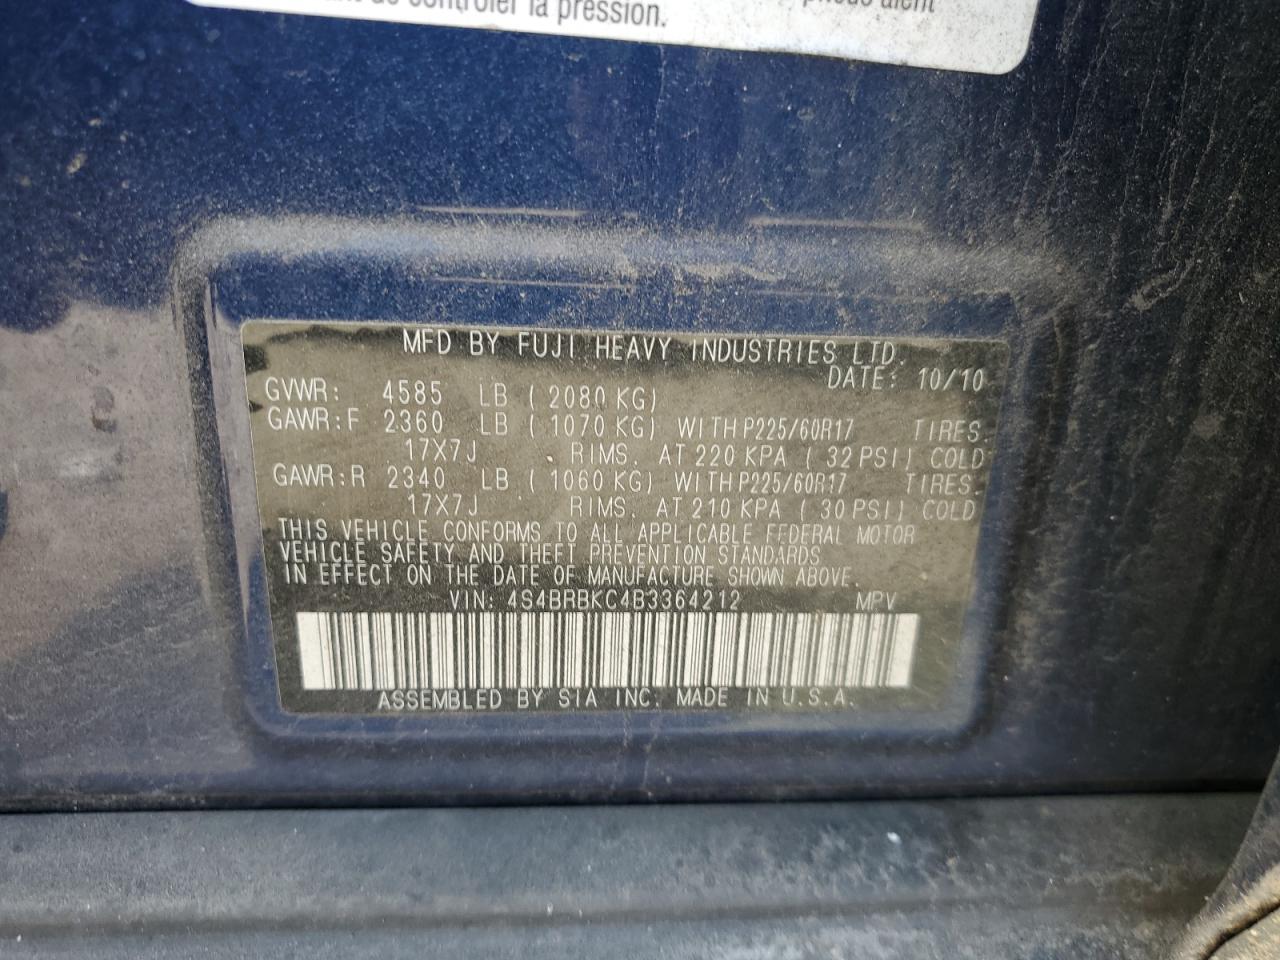 de contrôler la pression.
MFD BY FUJI HEAVY INDUSTRIES LTD.
DATE: 10/10
GVWR: 4585 LB ( 2080 KG)
GAWR:F 2360 LB ( 1070 KG) WITH P225/60R17 TIRES.
17X7J . RIMS. AT 220 KPA ( 32 PSI) COLD
GAWR:R 2340 LB ( 1060 KG) WITH P225/60R17 TIRES.
17X7J RIMS. AT 210 KPA ( 30 PSI) COLD
THIS VEHICLE CONFORMS TO ALL APPLICABLE FEDERAL MOTOR
VEHICLE SAFETY AND THEFT PREVENTION STANDARDS
IN EFFECT ON THE DATE OF MANUFACTURE SHOWN ABOVE.
VIN: 4S4BRBKC4B3364212 MPV
ASSEMBLED BY SIA INC. MADE IN U.S.A.